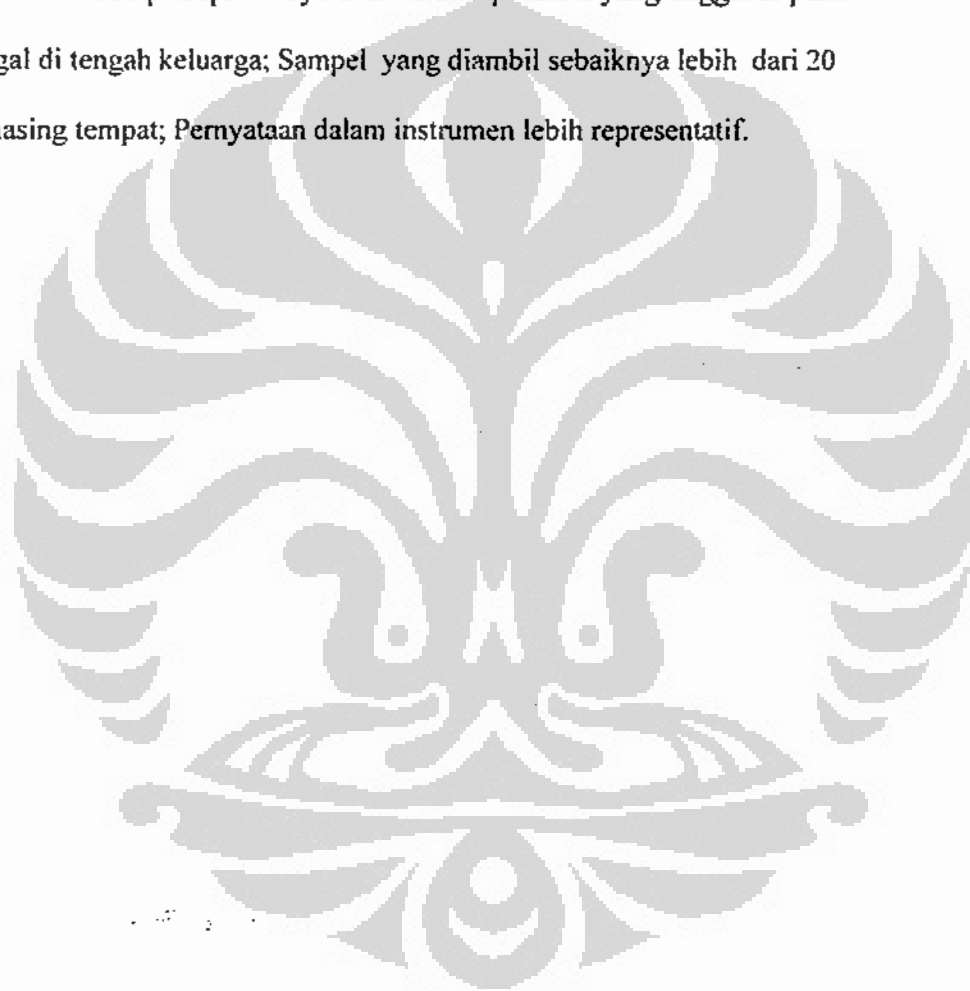 gal di tengah keluarga; Sampel yang diambil sebaiknya lebih dari 20
asing tempat; Pernyataan dalam instrumen lebih representatif.